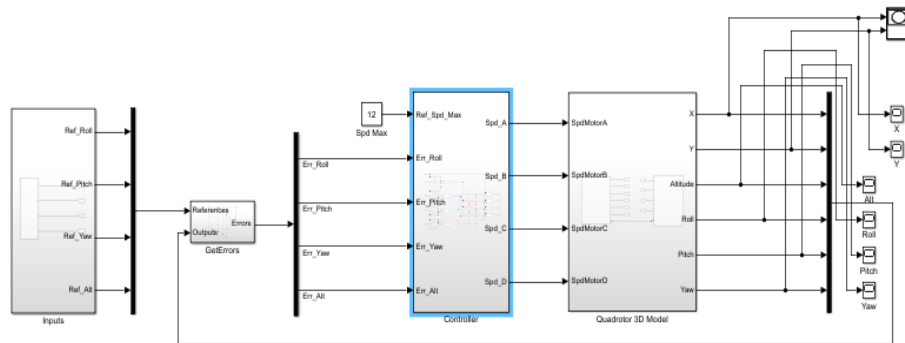 Ref_Roll
Ref_Pitch
Ref_Yaw
Ref_Alt
Inputs
References
Outputs
Errors
GetErrors
12
Spd Max
Err_Roll
Err_Pitch
Err_Yaw
Err_Alt
Ref_Spd_Max
Err_Roll
Err_Pitch
Err_Yaw
Err_Alt
Spd_A
Spd_B
Spd_C
Spd_D
Controller
SpdMotorA
SpdMotorB
SpdMotorC
SpdMotorD
X
Y
Altitude
Roll
Pitch
Yaw
Quadrotor 3D Model
X
Y
Alt
Roll
Pitch
Yaw